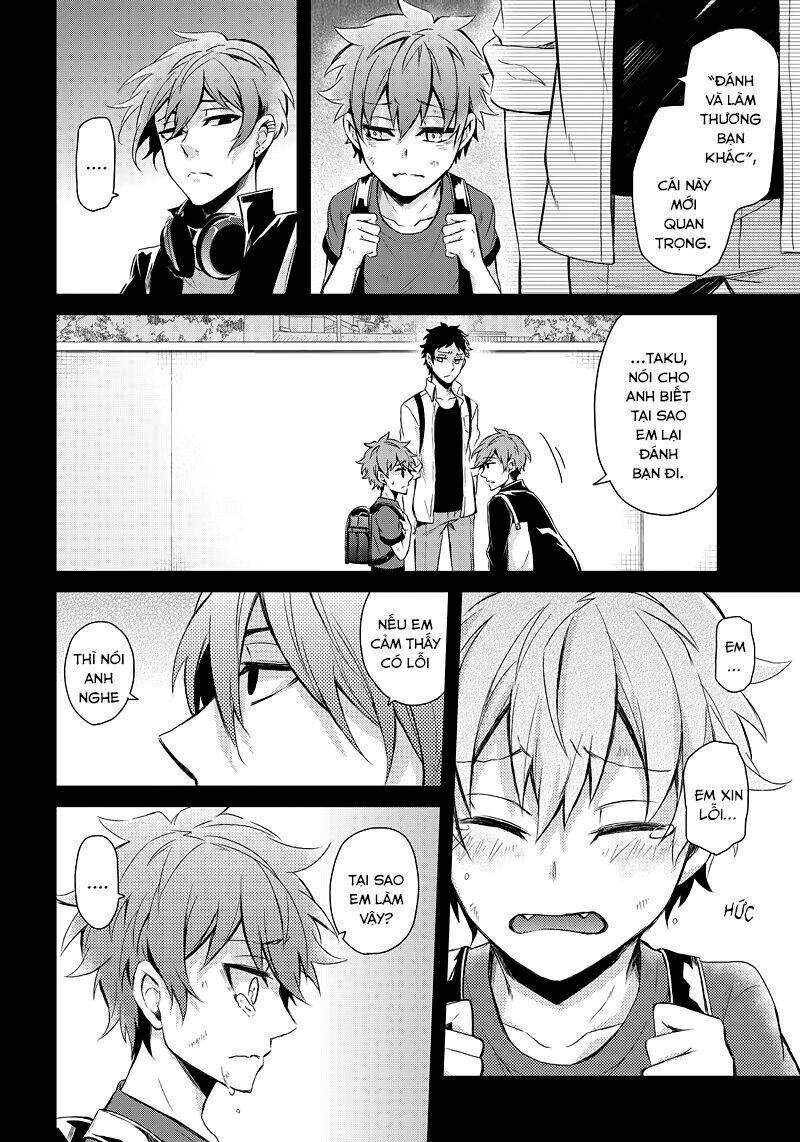 "ĐÁNH
VÀ LÀM
THƯƠNG
BẠN
KHÁC",
CÁI NÀY
MỚI
QUAN
TRỌNG.
....
...TAKU,
NÓI CHO
ANH BIẾT
TẠI SAO
EM LẠI
ĐÁNH
BẠN ĐI.
EM
...
EM XIN
LỖI...
HỨC
NẾU EM
CẢM THẤY
CÓ LỖI
THÌ NÓI
ANH
NGHE
TẠI SAO
EM LÀM
VẬY?
....